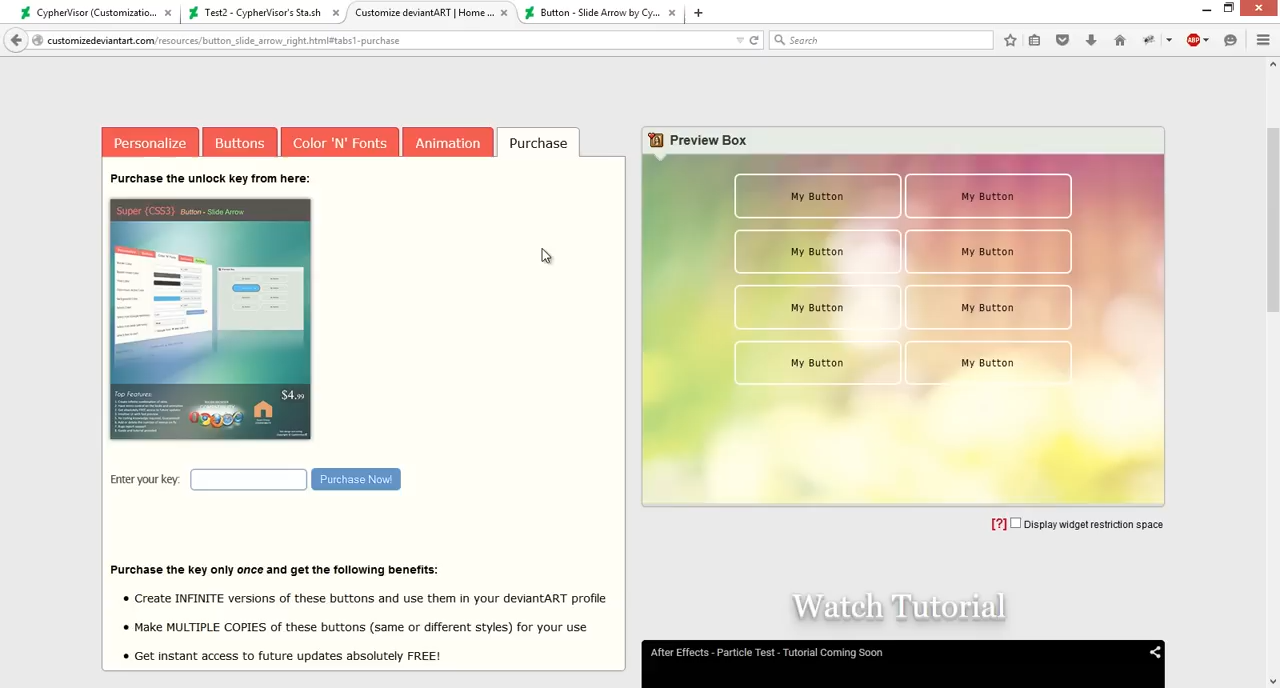 CypherVisor (Customizatio...
Test2 - CypherVisor's Sta.sh
Customize deviantART | Home ...
Button - Slide Arrow by Cy...
customizedeviantart.com/resources/button_slide_arrow_right.html#tabs1-purchase
Search
ABP
Personalize
Buttons
Color 'N' Fonts
Animation
Purchase
Purchase the unlock key from here:
Super {CSS3} Button - Slide Arrow
Top Features:
$4.99
Enter your key:
Purchase Now!
Purchase the key only once and get the following benefits:
• Create INFINITE versions of these buttons and use them in your deviantART profile
• Make MULTIPLE COPIES of these buttons (same or different styles) for your use
• Get instant access to future updates absolutely FREE!
Preview Box
My Button My Button
My Button My Button
My Button My Button
My Button My Button
[?] Display widget restriction space
Watch Tutorial
After Effects - Particle Test - Tutorial Coming Soon